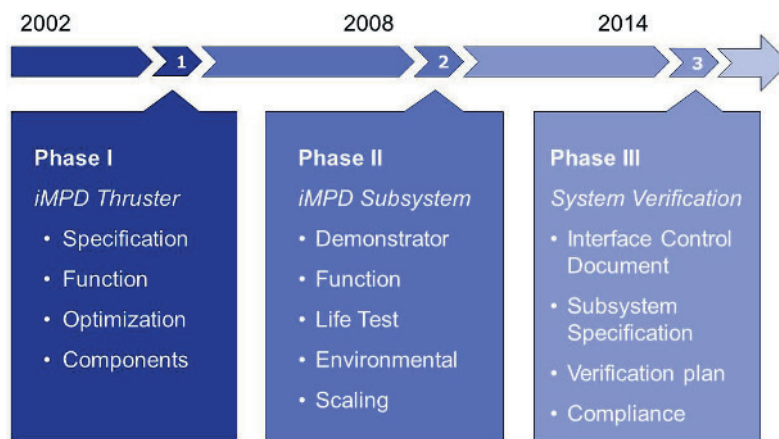 2002 2008 2014
1 2 3
Phase I
iMPD Thruster
• Specification
• Function
• Optimization
• Components
Phase II
iMPD Subsystem
• Demonstrator
• Function
• Life Test
• Environmental
• Scaling
Phase III
System Verification
• Interface Control
Document
• Subsystem
Specification
• Verification plan
• Compliance